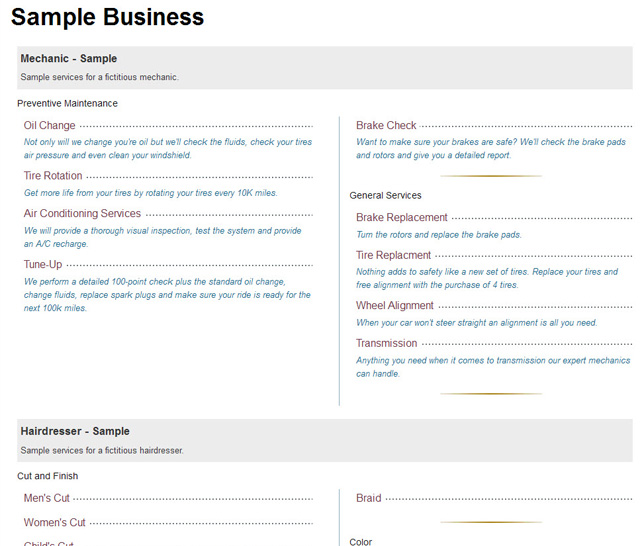 Sample Business
Mechanic - Sample
Sample services for a fictitious mechanic.
Preventive Maintenance
Oil Change
Not only will we change you're oil but we'll check the fluids, check your tires
air pressure and even clean your windshield.
Tire Rotation
Get more life from your tires by rotating your tires every 10K miles.
Air Conditioning Services
We will provide a thorough visual inspection, test the system and provide
an A/C recharge.
Tune-Up
We perform a detailed 100-point check plus the standard oil change,
change fluids, replace spark plugs and make sure your ride is ready for the
next 100k miles.
Brake Check
Want to make sure your brakes are safe? We'll check the brake pads
and rotors and give you a detailed report.
General Services
Brake Replacement
Turn the rotors and replace the brake pads.
Tire Replacment
Nothing adds to safety like a new set of tires. Replace your tires and
free alignment with the purchase of 4 tires.
Wheel Alignment
When your car won't steer straight an alignment is all you need.
Transmission
Anything you need when it comes to transmission our expert mechanics
can handle.
Hairdresser - Sample
Sample services for a fictitious hairdresser.
Cut and Finish
Men's Cut
Women's Cut
Child's Cut
Braid
Color